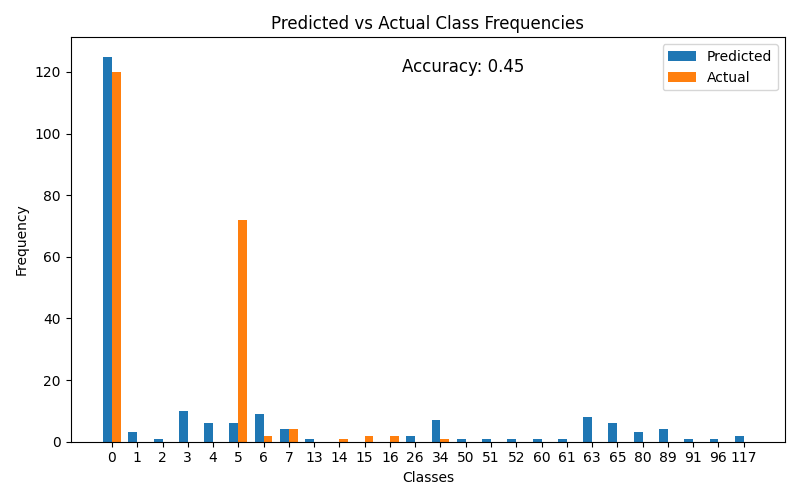 Predicted vs Actual Class Frequencies
Accuracy: 0.45
Predicted
Actual
Frequency
120
100
80
60
40
20
0
0 1 2 3 4 5 6 7 13 14 15 16 26 34 50 51 52 60 61 63 65 80 89 91 96 117
Classes